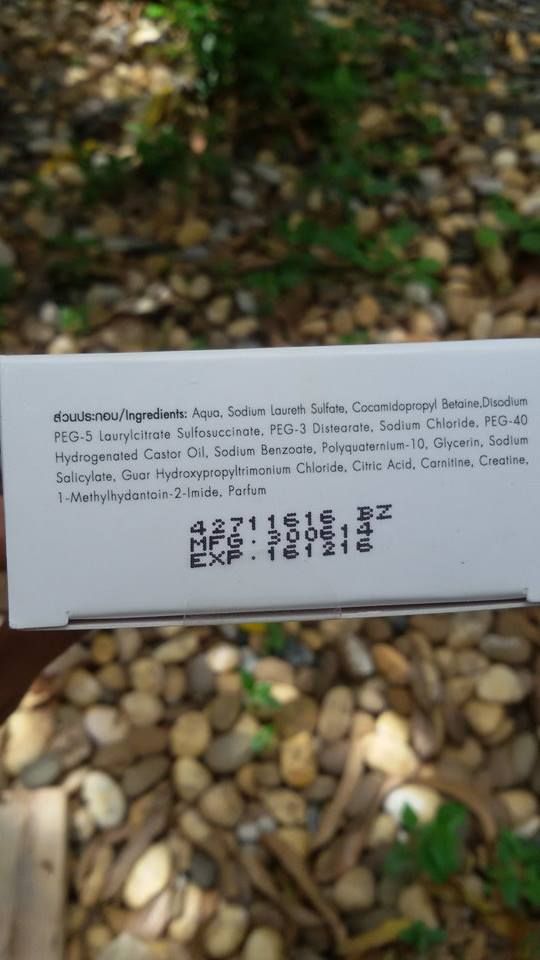 ส่วนประกอบ/Ingredients: Aqua, Sodium Laureth Sulfate, Cocamidopropyl Betaine,Disodium
PEG-5 Laurylcitrate Sulfosuccinate, PEG-3 Distearate, Sodium Chloride, PEG-40
Hydrogenated Castor Oil, Sodium Benzoate, Polyquaternium-10, Glycerin, Sodium
Salicylate, Guar Hydroxypropyltrimonium Chloride, Citric Acid, Carnitine, Creatine,
1-Methylhydantoin-2-Imide, Parfum
42711616 BZ
MFG. 300614
EXP. 161216